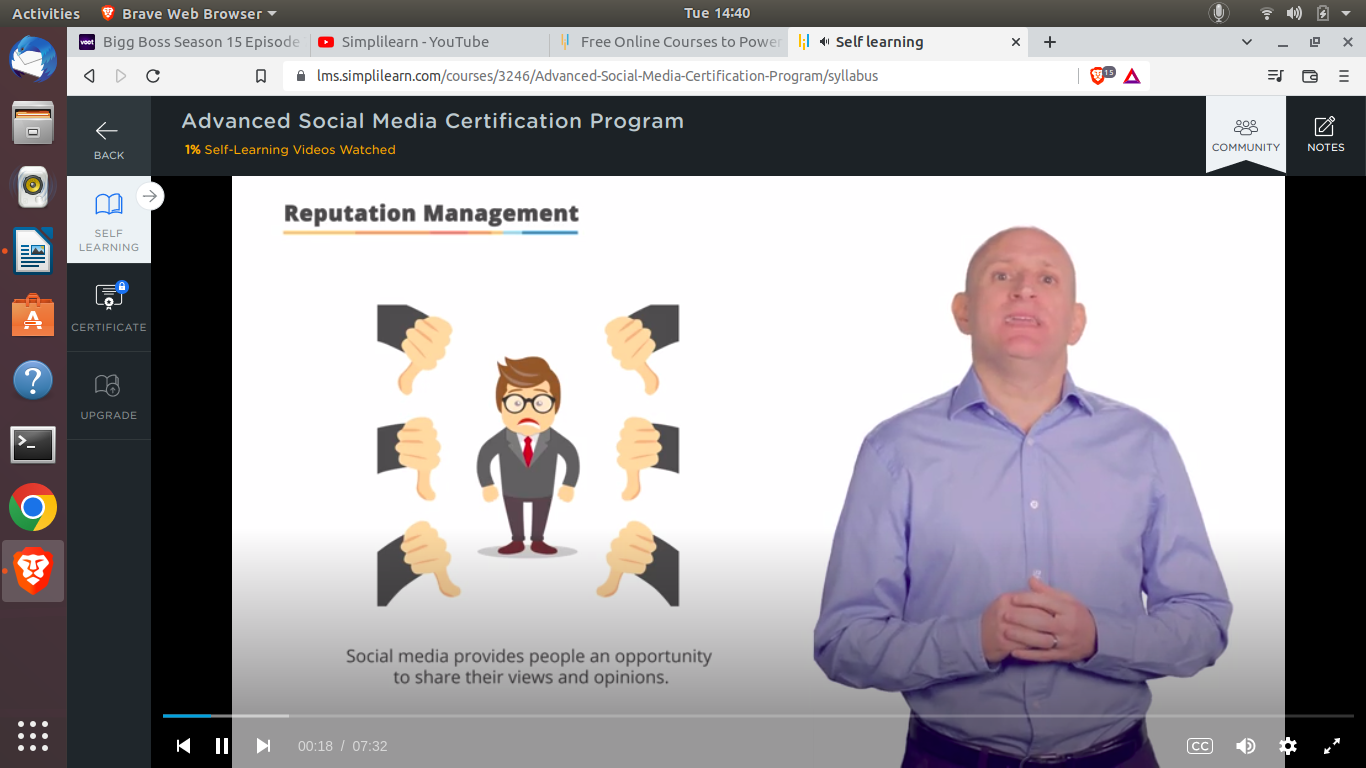 Activities
Brave Web Browser
Tue 14:40
voot
Bigg Boss Season 15 Episode
Simplilearn - YouTube
Free Online Courses to Power
Self learning
lms.simplilearn.com/courses/3246/Advanced-Social-Media-Certification-Program/syllabus
15
BACK
Advanced Social Media Certification Program
1% Self-Learning Videos Watched
COMMUNITY
NOTES
SELF
LEARNING
CERTIFICATE
UPGRADE
Reputation Management
Social media provides people an opportunity
to share their views and opinions.
00:18 / 07:32
CC